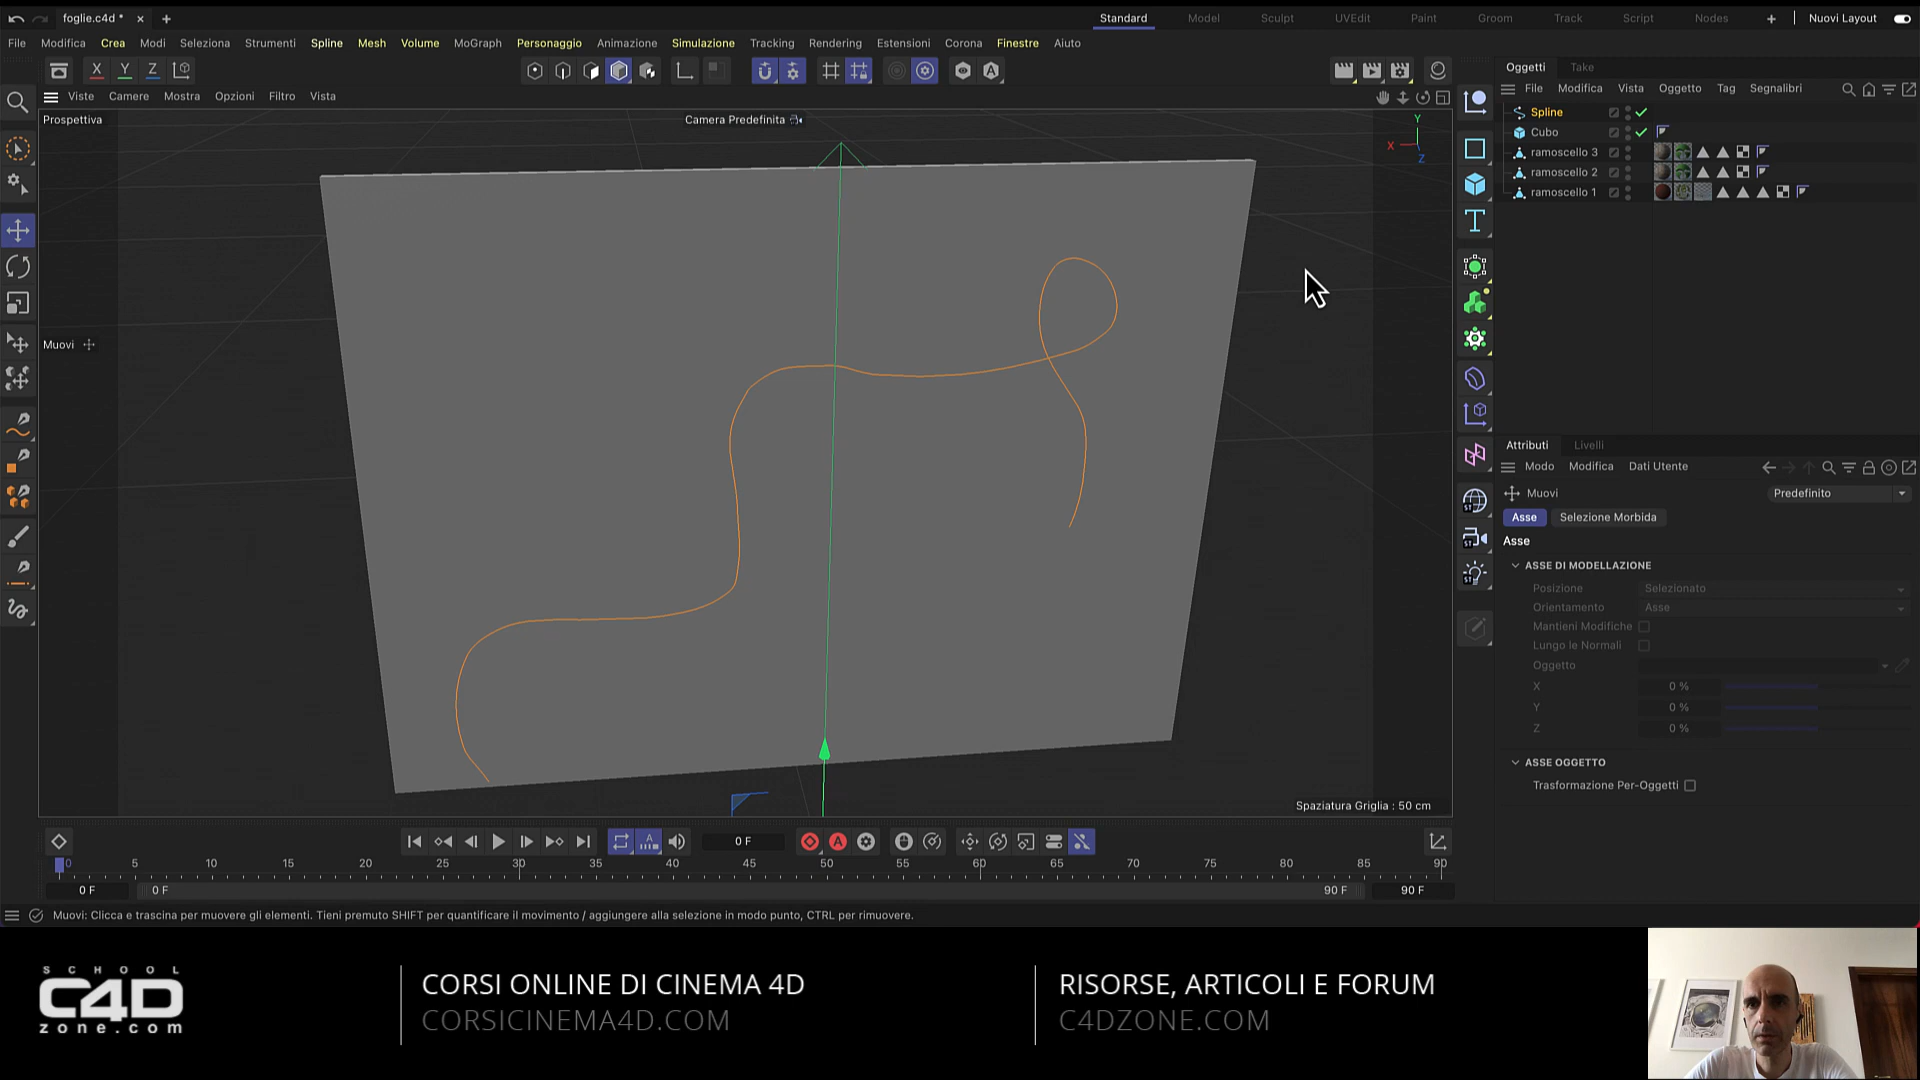 foglie.c4d *
Standard Model Sculpt UVEdit Paint Groom Track Script Nodes Nuovi Layout
File Modifica Crea Modi Seleziona Strumenti Spline Mesh Volume MoGraph Personaggio Animazione Simulazione Tracking Rendering Estensioni Corona Finestre Aiuto
X Y Z
Oggetti Take
File Modifica Vista Oggetto Tag Segnalibri
Viste Camere Mostra Opzioni Filtro Vista
Prospettiva
Camera Predefinita
Y
X
Z
Spline
Cubo
ramoscello 3
ramoscello 2
ramoscello 1
Muovi
Attributi Livelli
Modo Modifica Dati Utente
Muovi
Predefinito
Asse Selezione Morbida
Asse
ASSE DI MODELLAZIONE
Posizione Selezionato
Orientamento Asse
Mantieni Modifiche
Lungo le Normali
Oggetto
X 0 %
Y 0 %
Z 0 %
ASSE OGGETTO
Trasformazione Per-Oggetti
Spaziatura Griglia : 50 cm
0 F
0 5 10 15 20 25 30 35 40 45 50 55 60 65 70 75 80 85 90
0 F 0 F 90 F 90 F
Muovi: Clicca e trascina per muovere gli elementi. Tieni premuto SHIFT per quantificare il movimento / aggiungere alla selezione in modo punto, CTRL per rimuovere.
SCHOOL
C4D
zone.com
CORSI ONLINE DI CINEMA 4D
CORSICINEMA4D.COM
RISORSE, ARTICOLI E FORUM
C4DZONE.COM